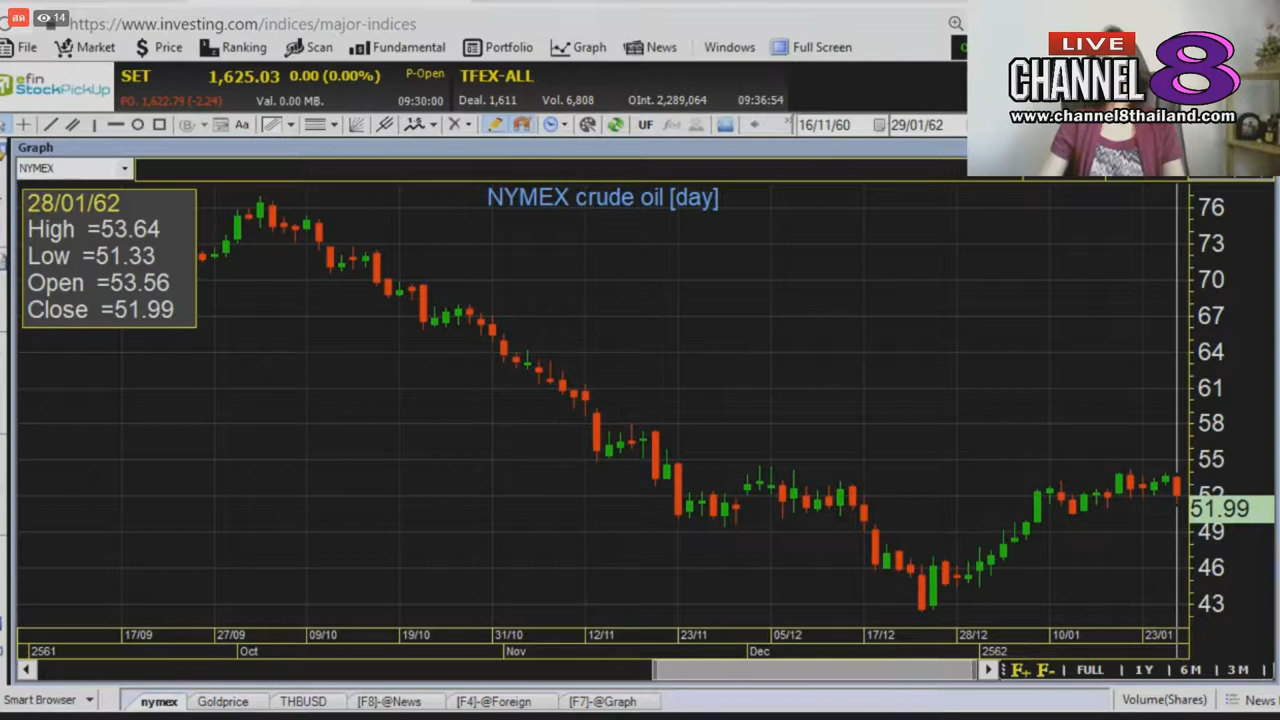 สด 14
https://www.investing.com/indices/major-indices
File Market Price Ranking Scan Fundamental Portfolio Graph News Windows Full Screen
LIVE
CHANNEL 8
www.channel8thailand.com
efin StockPickUp
SET 1,625.03 0.00 (0.00%) P-Open TFEX-ALL
PO. 1,622.79 (-2.24) Val. 0.00 MB. 09:30:00 Deal. 1,611 Vol. 6,808 OInt. 2,289,064 09:36:54
Aa UF 16/11/60 29/01/62
Graph
NYMEX
NYMEX crude oil [day]
28/01/62
High =53.64
Low =51.33
Open =53.56
Close =51.99
76
73
70
67
64
61
58
55
52
51.99
49
46
43
17/09 27/09 09/10 19/10 31/10 12/11 23/11 05/12 17/12 28/12 10/01 23/01
2561 Oct Nov Dec 2562
F+ F- FULL 1Y 6M 3M
Smart Browser nymex Goldprice THBUSD [F8]-@News [F4]-@Foreign [F7]-@Graph Volume(Shares) News